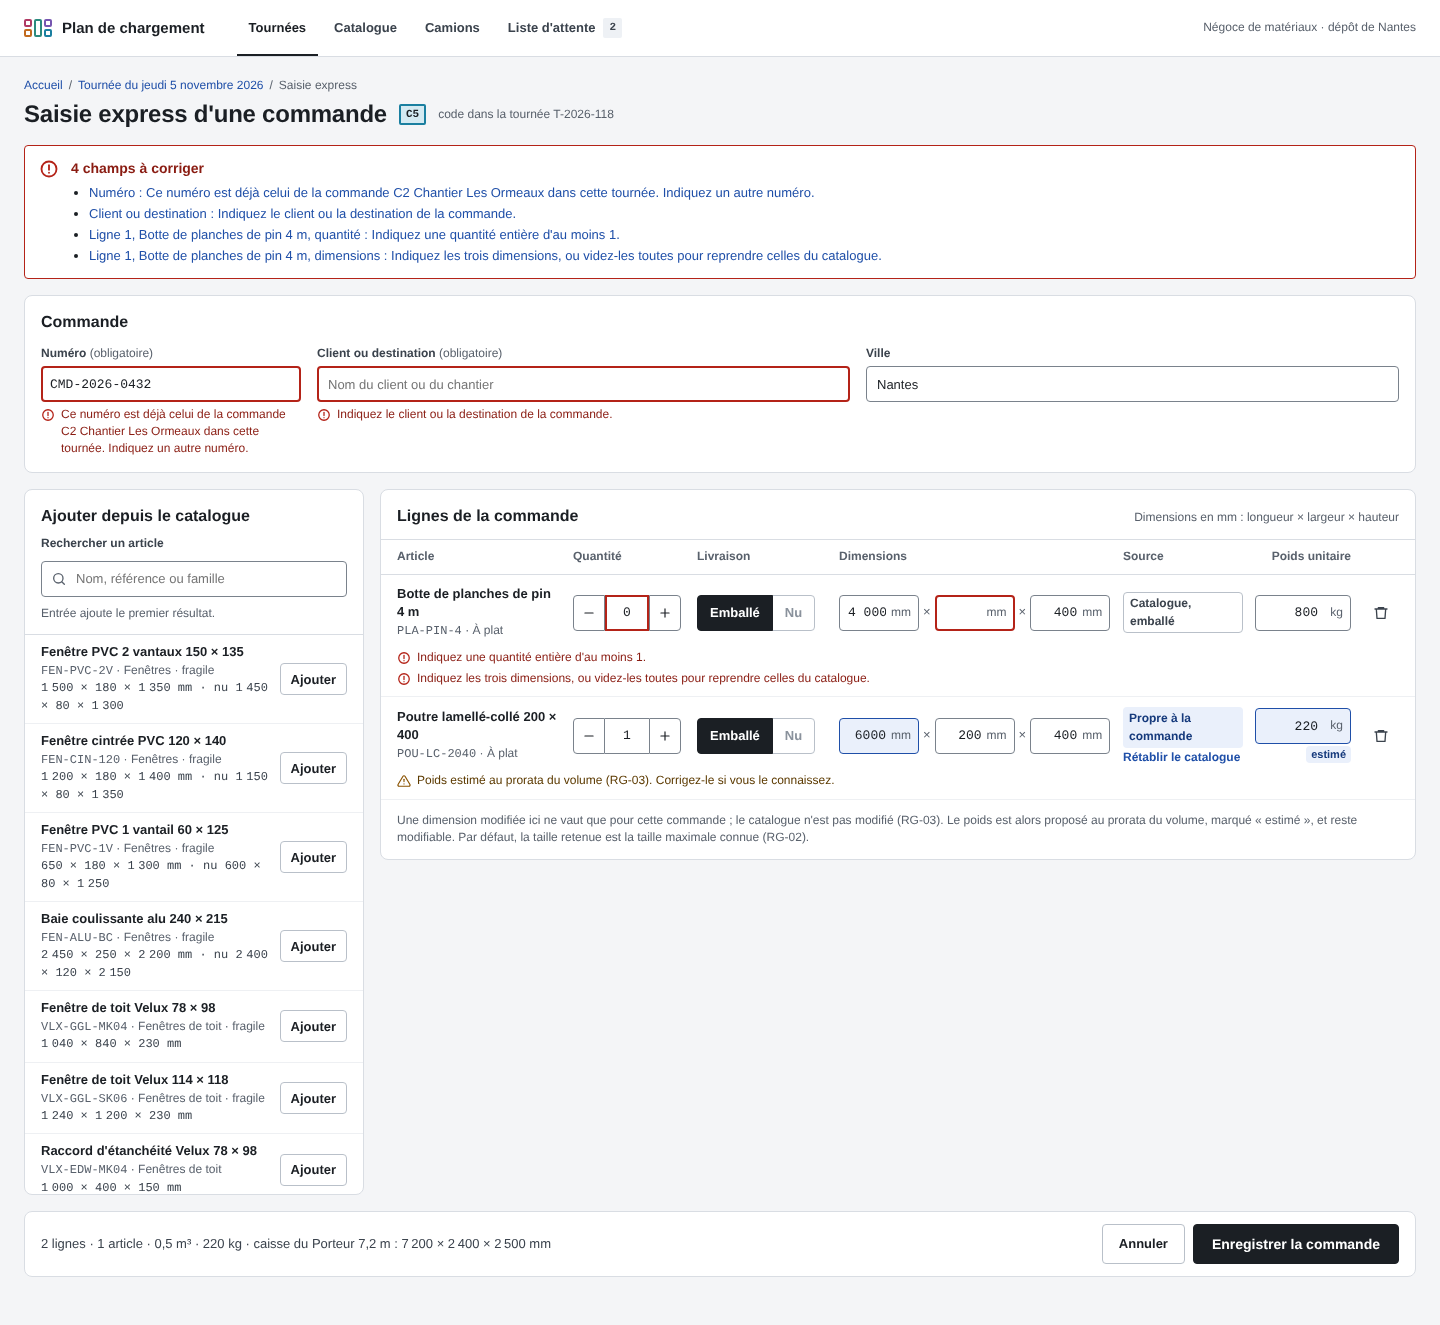 Plan de chargement
Tournées
Catalogue
Camions
Liste d'attente 2
Négoce de matériaux · dépôt de Nantes
Accueil / Tournée du jeudi 5 novembre 2026 / Saisie express
Saisie express d'une commande C5 code dans la tournée T-2026-118
4 champs à corriger
Numéro : Ce numéro est déjà celui de la commande C2 Chantier Les Ormeaux dans cette tournée. Indiquez un autre numéro.
Client ou destination : Indiquez le client ou la destination de la commande.
Ligne 1, Botte de planches de pin 4 m, quantité : Indiquez une quantité entière d'au moins 1.
Ligne 1, Botte de planches de pin 4 m, dimensions : Indiquez les trois dimensions, ou videz-les toutes pour reprendre celles du catalogue.
Commande
Numéro (obligatoire)
CMD-2026-0432
Ce numéro est déjà celui de la commande
C2 Chantier Les Ormeaux dans cette
tournée. Indiquez un autre numéro.
Client ou destination (obligatoire)
Nom du client ou du chantier
Indiquez le client ou la destination de la commande.
Ville
Nantes
Ajouter depuis le catalogue
Rechercher un article
Nom, référence ou famille
Entrée ajoute le premier résultat.
Fenêtre PVC 2 vantaux 150 × 135
FEN-PVC-2V · Fenêtres · fragile
1 500 × 180 × 1 350 mm · nu 1 450
× 80 × 1 300
Ajouter
Fenêtre cintrée PVC 120 × 140
FEN-CIN-120 · Fenêtres · fragile
1 200 × 180 × 1 400 mm · nu 1 150
× 80 × 1 350
Ajouter
Fenêtre PVC 1 vantail 60 × 125
FEN-PVC-1V · Fenêtres · fragile
650 × 180 × 1 300 mm · nu 600 ×
80 × 1 250
Ajouter
Baie coulissante alu 240 × 215
FEN-ALU-BC · Fenêtres · fragile
2 450 × 250 × 2 200 mm · nu 2 400
× 120 × 2 150
Ajouter
Fenêtre de toit Velux 78 × 98
VLX-GGL-MK04 · Fenêtres de toit · fragile
1 040 × 840 × 230 mm
Ajouter
Fenêtre de toit Velux 114 × 118
VLX-GGL-SK06 · Fenêtres de toit · fragile
1 240 × 1 200 × 230 mm
Ajouter
Raccord d'étanchéité Velux 78 × 98
VLX-EDW-MK04 · Fenêtres de toit
1 000 × 400 × 150 mm
Ajouter
Lignes de la commande
Dimensions en mm : longueur × largeur × hauteur
Article Quantité Livraison Dimensions Source Poids unitaire
Botte de planches de pin
4 m
PLA-PIN-4 · À plat
− 0 +
Emballé Nu
4 000 mm × mm × 400 mm
Catalogue,
emballé
800 kg
Indiquez une quantité entière d'au moins 1.
Indiquez les trois dimensions, ou videz-les toutes pour reprendre celles du catalogue.
Poutre lamellé-collé 200 ×
400
POU-LC-2040 · À plat
− 1 +
Emballé Nu
6000 mm × 200 mm × 400 mm
Propre à la
commande
Rétablir le catalogue
220 kg
estimé
Poids estimé au prorata du volume (RG-03). Corrigez-le si vous le connaissez.
Une dimension modifiée ici ne vaut que pour cette commande ; le catalogue n'est pas modifié (RG-03). Le poids est alors proposé au prorata du volume, marqué « estimé », et reste
modifiable. Par défaut, la taille retenue est la taille maximale connue (RG-02).
2 lignes · 1 article · 0,5 m³ · 220 kg · caisse du Porteur 7,2 m : 7 200 × 2 400 × 2 500 mm
Annuler
Enregistrer la commande